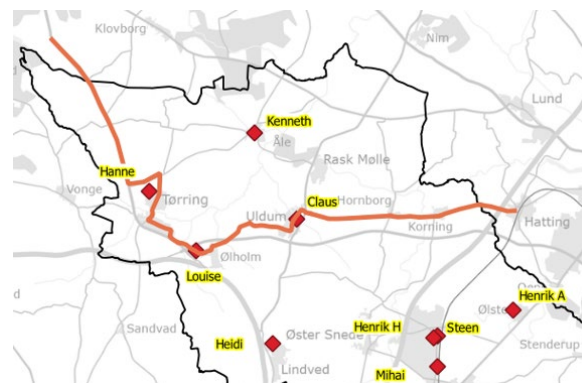 Klovborg
Nim
Kenneth
Lund
Åle
Rask Mølle
Hanne
Vonge
Tørring
Claus
Uldum
Hornborg
Korning
Hatting
Ølholm
Louise
Henrik A
Ølste
Sandvad
Heidi
Øster Snede
Henrik H
Steen
Stenderup
Lindved
Mihai